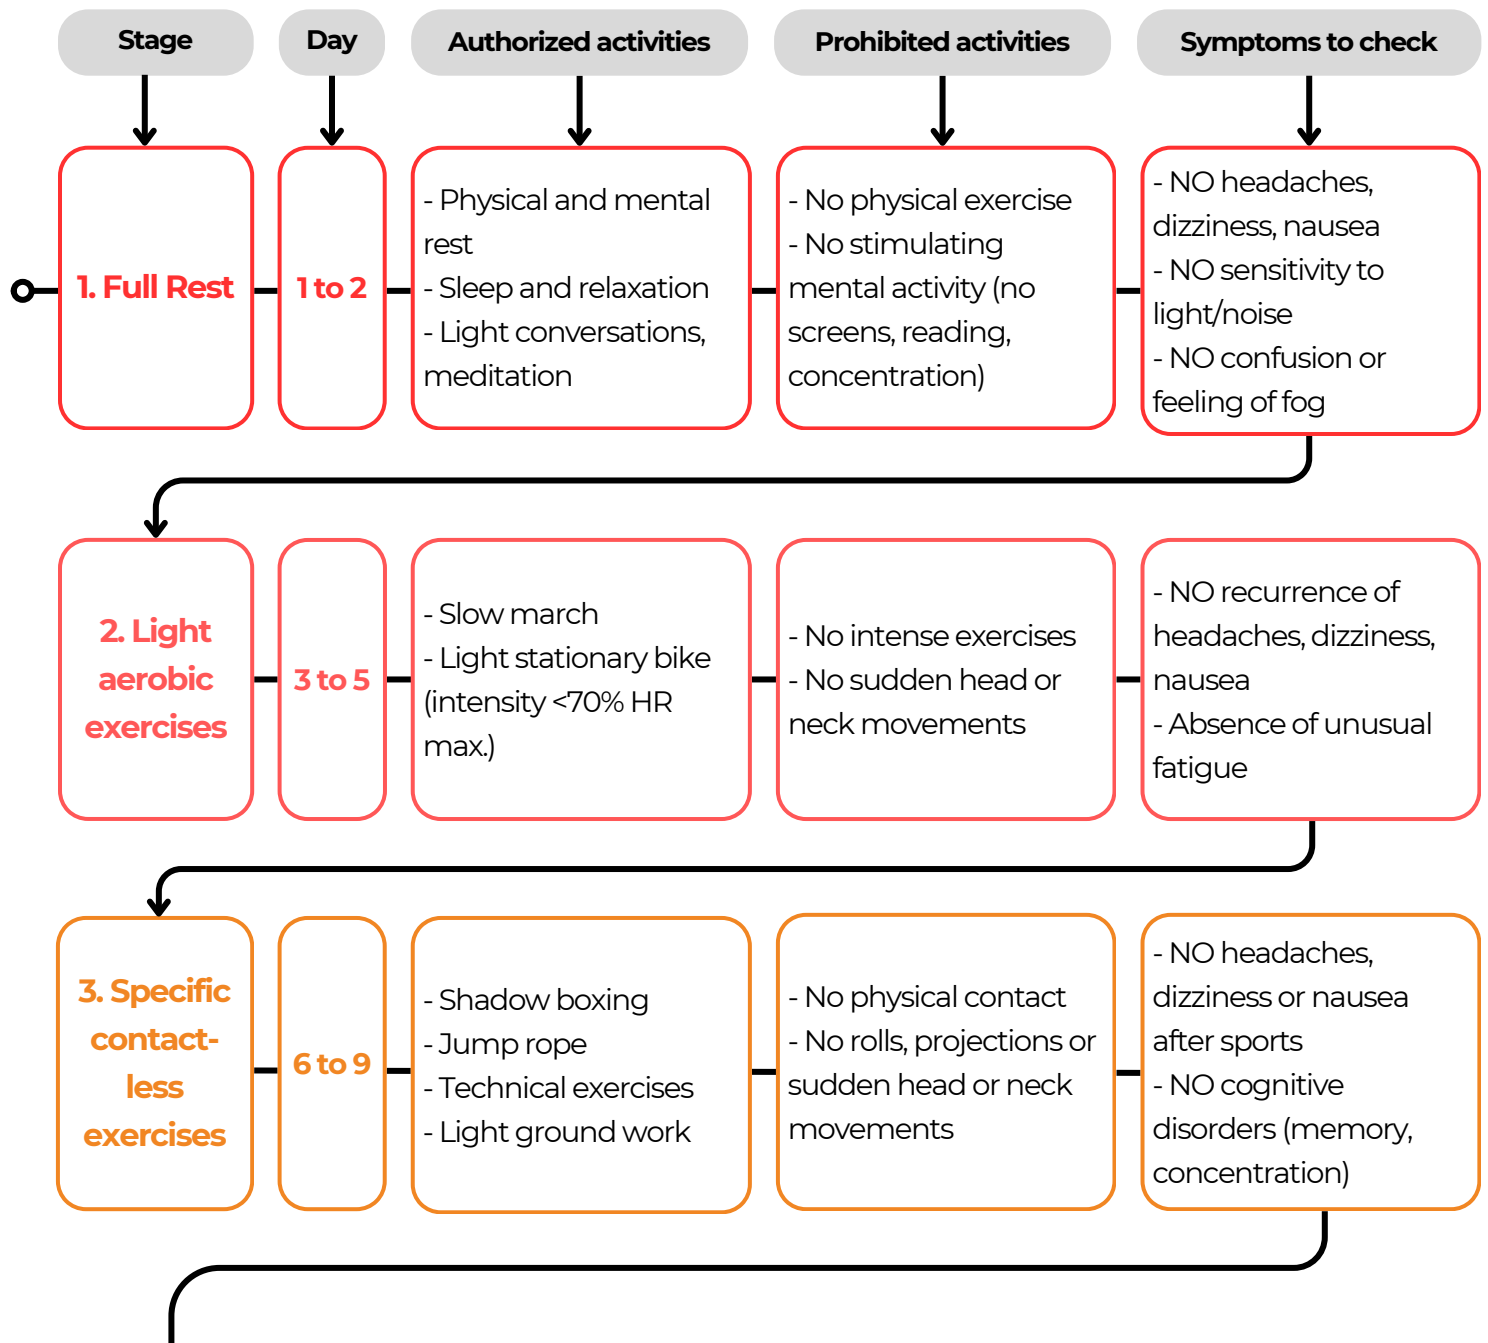 Stage
Day
Authorized activities
Prohibited activities
Symptoms to check
1. Full Rest
1 to 2
- Physical and mental
rest
- Sleep and relaxation
- Light conversations,
meditation
- No physical exercise
- No stimulating
mental activity (no
screens, reading,
concentration)
- NO headaches,
dizziness, nausea
- NO sensitivity to
light/noise
- NO confusion or
feeling of fog
2. Light
aerobic
exercises
3 to 5
- Slow march
- Light stationary bike
(intensity <70% HR
max.)
- No intense exercises
- No sudden head or
neck movements
- NO recurrence of
headaches, dizziness,
nausea
- Absence of unusual
fatigue
3. Specific
contact-
less
exercises
6 to 9
- Shadow boxing
- Jump rope
- Technical exercises
- Light ground work
- No physical contact
- No rolls, projections or
sudden head or neck
movements
- NO headaches,
dizziness or nausea
after sports
- NO cognitive
disorders (memory,
concentration)